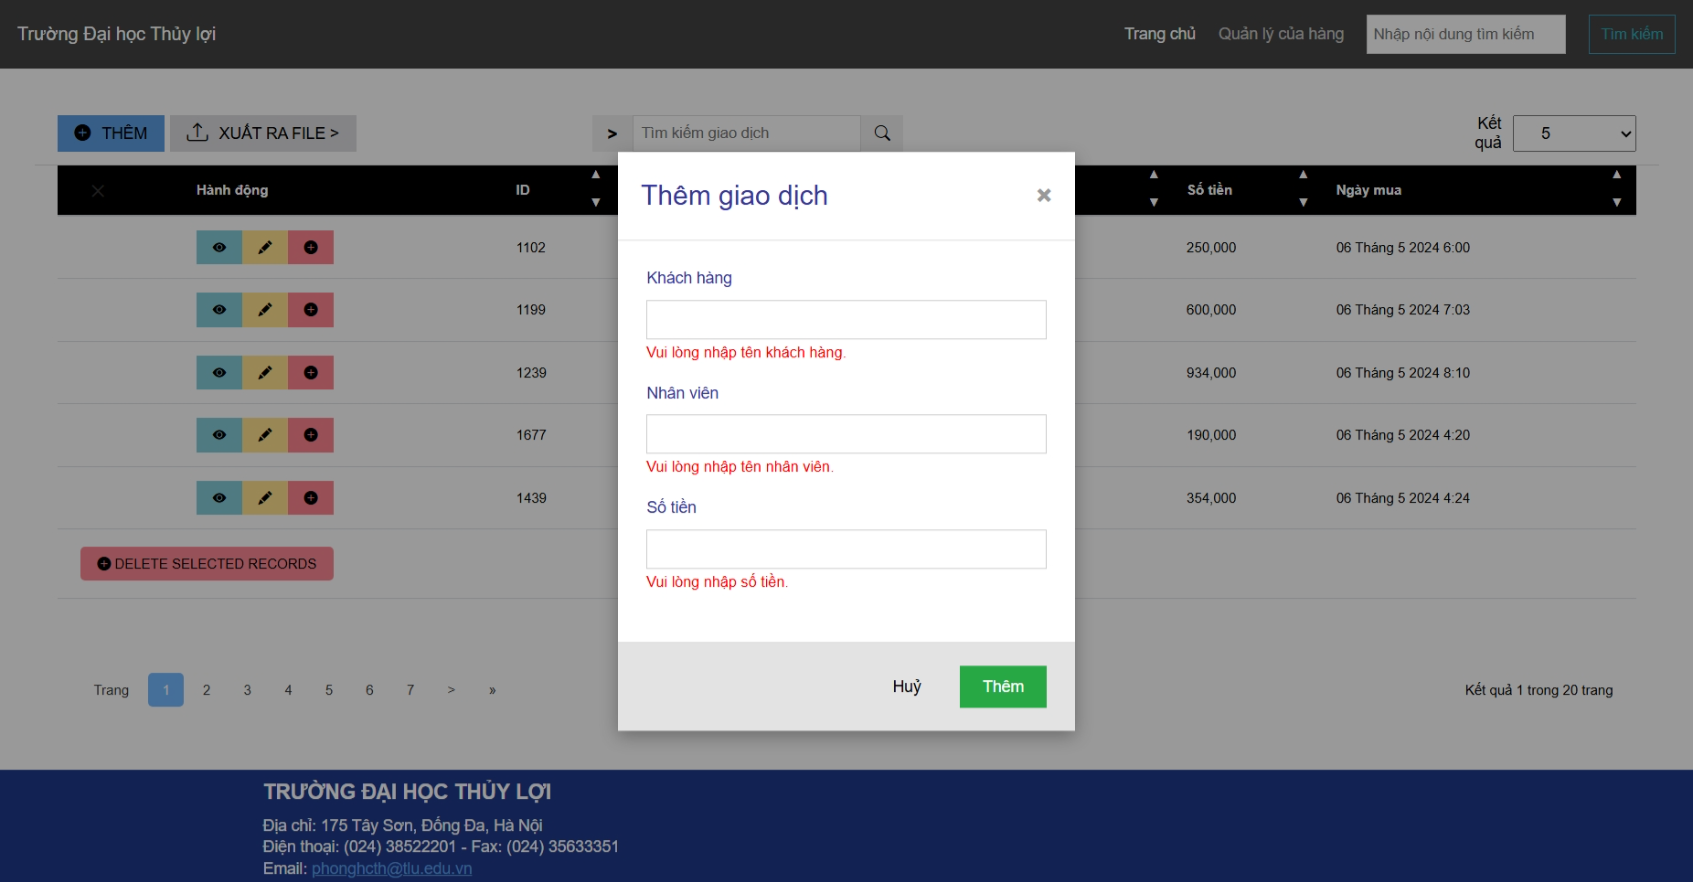 Trường Đại học Thủy lợi
Trang chủ
Quản lý của hàng
Nhập nội dung tìm kiếm
Tìm kiếm
THÊM
XUẤT RA FILE >
>
Tìm kiếm giao dịch
Kết quả
5
Hành động
ID
Số tiền
Ngày mua
1102
250,000
06 Tháng 5 2024 6:00
1199
600,000
06 Tháng 5 2024 7:03
1239
934,000
06 Tháng 5 2024 8:10
1677
190,000
06 Tháng 5 2024 4:20
1439
354,000
06 Tháng 5 2024 4:24
DELETE SELECTED RECORDS
Thêm giao dịch
×
Khách hàng
Vui lòng nhập tên khách hàng.
Nhân viên
Vui lòng nhập tên nhân viên.
Số tiền
Vui lòng nhập số tiền.
Huỷ
Thêm
Trang 1 2 3 4 5 6 7 > »
Kết quả 1 trong 20 trang
TRƯỜNG ĐẠI HỌC THỦY LỢI
Địa chỉ: 175 Tây Sơn, Đống Đa, Hà Nội
Điện thoại: (024) 38522201 - Fax: (024) 35633351
Email: phonghcth@tlu.edu.vn